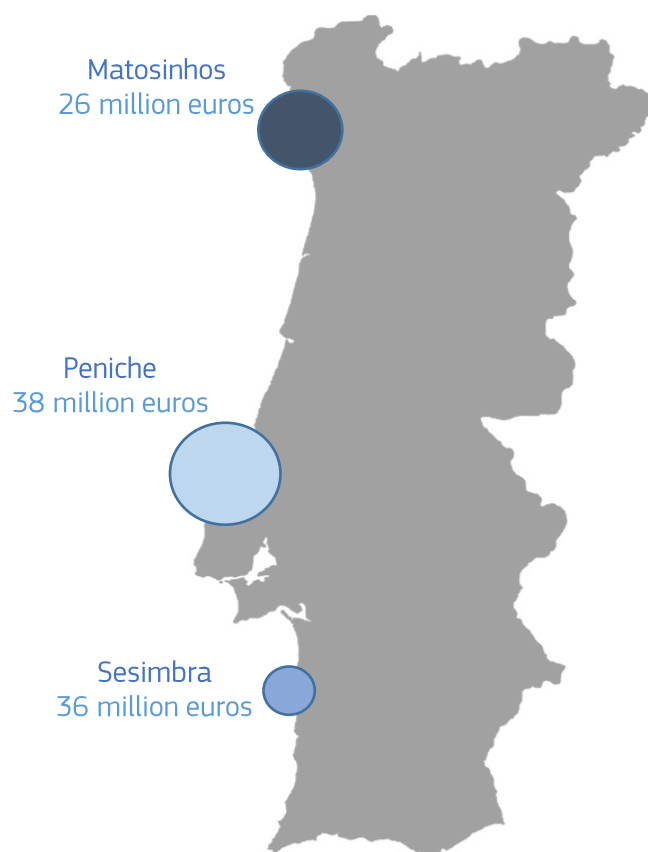 Matosinhos
26 million euros
Peniche
38 million euros
Sesimbra
36 million euros